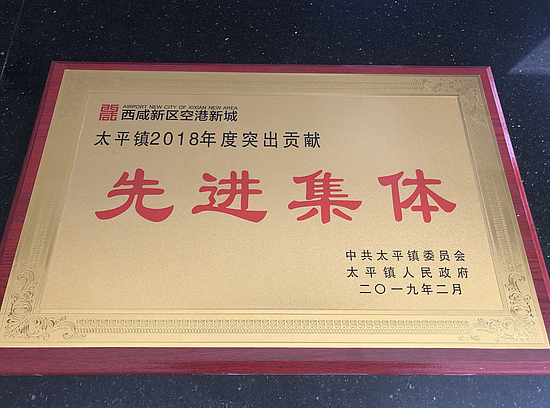 AIRPORT NEW CITY OF XIXIAN NEW AREA
西咸新区空港新城
太平镇2018年度突出贡献
先进集体
中共太平镇委员会
太平镇人民政府
二〇一九年二月